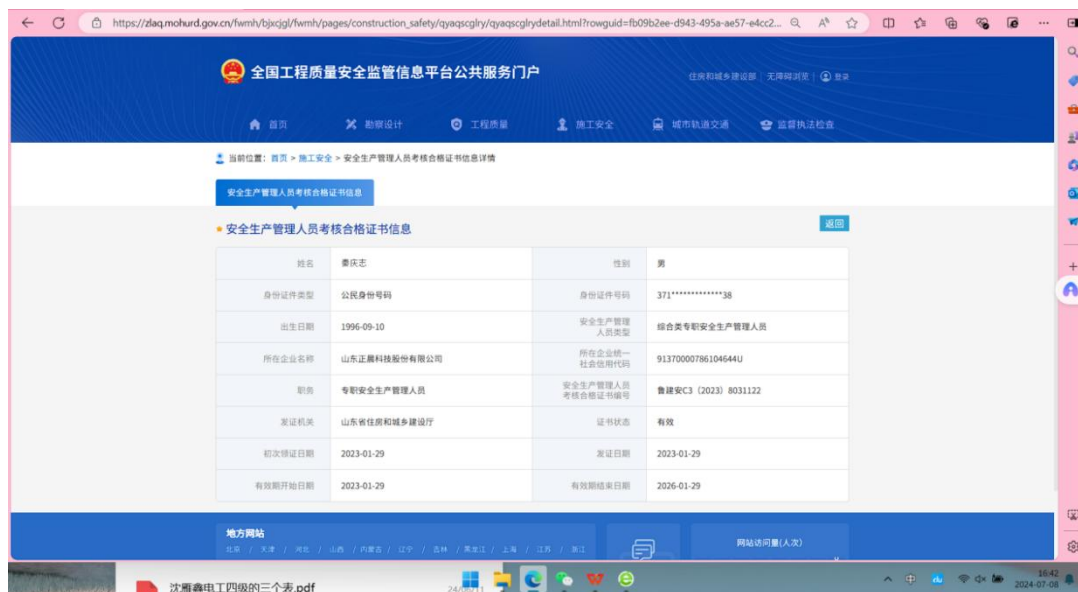 https://zlaq.mohurd.gov.cn/fwmh/bjxcjgl/fwmh/pages/construction_safety/qyaqscglry/qyaqscglrydetail.html?rowguid=fb09b2ee-d943-495a-ae57-e4cc2...
全国工程质量安全监管信息平台公共服务门户
住房和城乡建设部 | 无障碍浏览 | 登录
首页 勘察设计 工程质量 施工安全 城市轨道交通 监督执法检查
当前位置：首页 > 施工安全 > 安全生产管理人员考核合格证书信息详情
安全生产管理人员考核合格证书信息
安全生产管理人员考核合格证书信息 返回
姓名 秦庆志 性别 男
身份证件类型 公民身份号码 身份证件号码 371*************38
出生日期 1996-09-10 安全生产管理
人员类型 综合类专职安全生产管理人员
所在企业名称 山东正晨科技股份有限公司 所在企业统一
社会信用代码 91370000786104644U
职务 专职安全生产管理人员 安全生产管理人员
考核合格证书编号 鲁建安C3（2023）8031122
发证机关 山东省住房和城乡建设厅 证书状态 有效
初次领证日期 2023-01-29 发证日期 2023-01-29
有效期开始日期 2023-01-29 有效期结束日期 2026-01-29
地方网站
北京 / 天津 / 河北 / 山西 / 内蒙古 / 辽宁 / 吉林 / 黑龙江 / 上海 / 江苏 / 浙江
网站访问量(人次)
沈雁鑫电工四级的三个表.pdf
中
16:42
2024-07-08